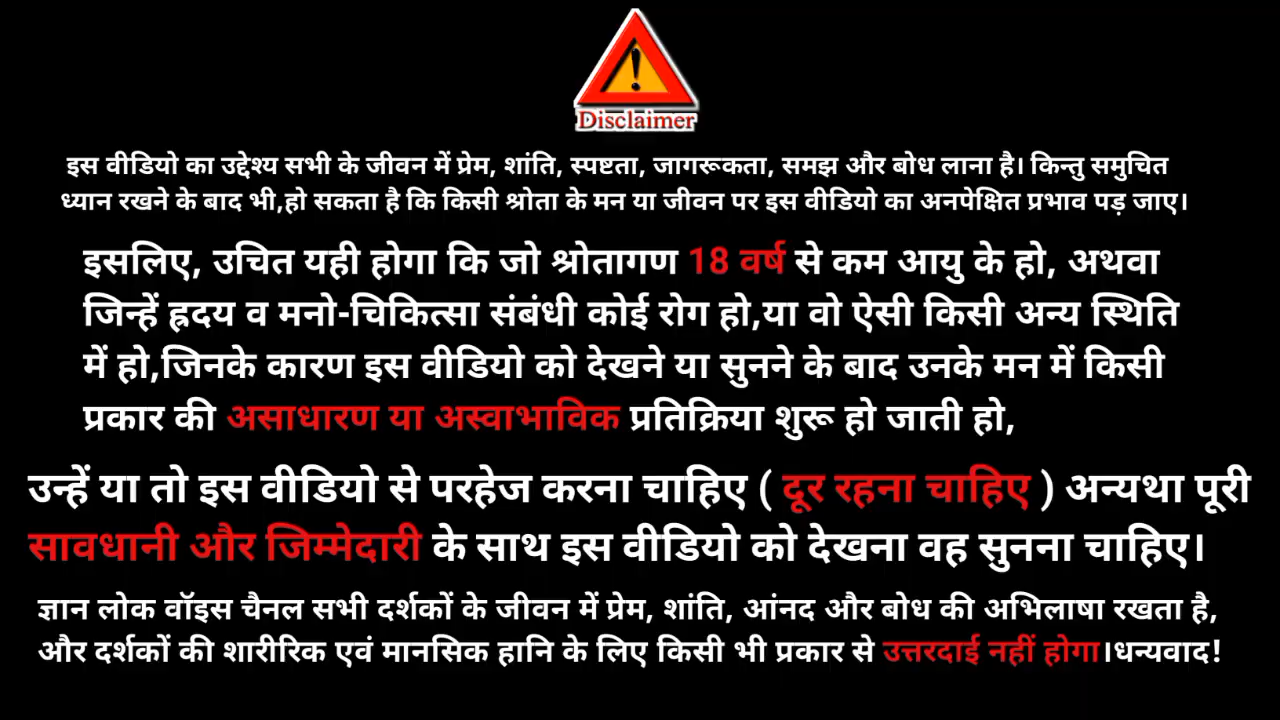 Disclaimer
इस वीडियो का उद्देश्य सभी के जीवन में प्रेम, शांति, स्पष्टता, जागरूकता, समझ और बोध लाना है। किन्तु समुचित
ध्यान रखने के बाद भी,हो सकता है कि किसी श्रोता के मन या जीवन पर इस वीडियो का अनपेक्षित प्रभाव पड़ जाए।
इसलिए, उचित यही होगा कि जो श्रोतागण 18 वर्ष से कम आयु के हो, अथवा
जिन्हें ह्रदय व मनो-चिकित्सा संबंधी कोई रोग हो,या वो ऐसी किसी अन्य स्थिति
में हो,जिनके कारण इस वीडियो को देखने या सुनने के बाद उनके मन में किसी
प्रकार की असाधारण या अस्वाभाविक प्रतिक्रिया शुरू हो जाती हो,
उन्हें या तो इस वीडियो से परहेज करना चाहिए ( दूर रहना चाहिए ) अन्यथा पूरी
सावधानी और जिम्मेदारी के साथ इस वीडियो को देखना वह सुनना चाहिए।
ज्ञान लोक वॉइस चैनल सभी दर्शकों के जीवन में प्रेम, शांति, आंनद और बोध की अभिलाषा रखता है,
और दर्शकों की शारीरिक एवं मानसिक हानि के लिए किसी भी प्रकार से उत्तरदाई नहीं होगा।धन्यवाद!